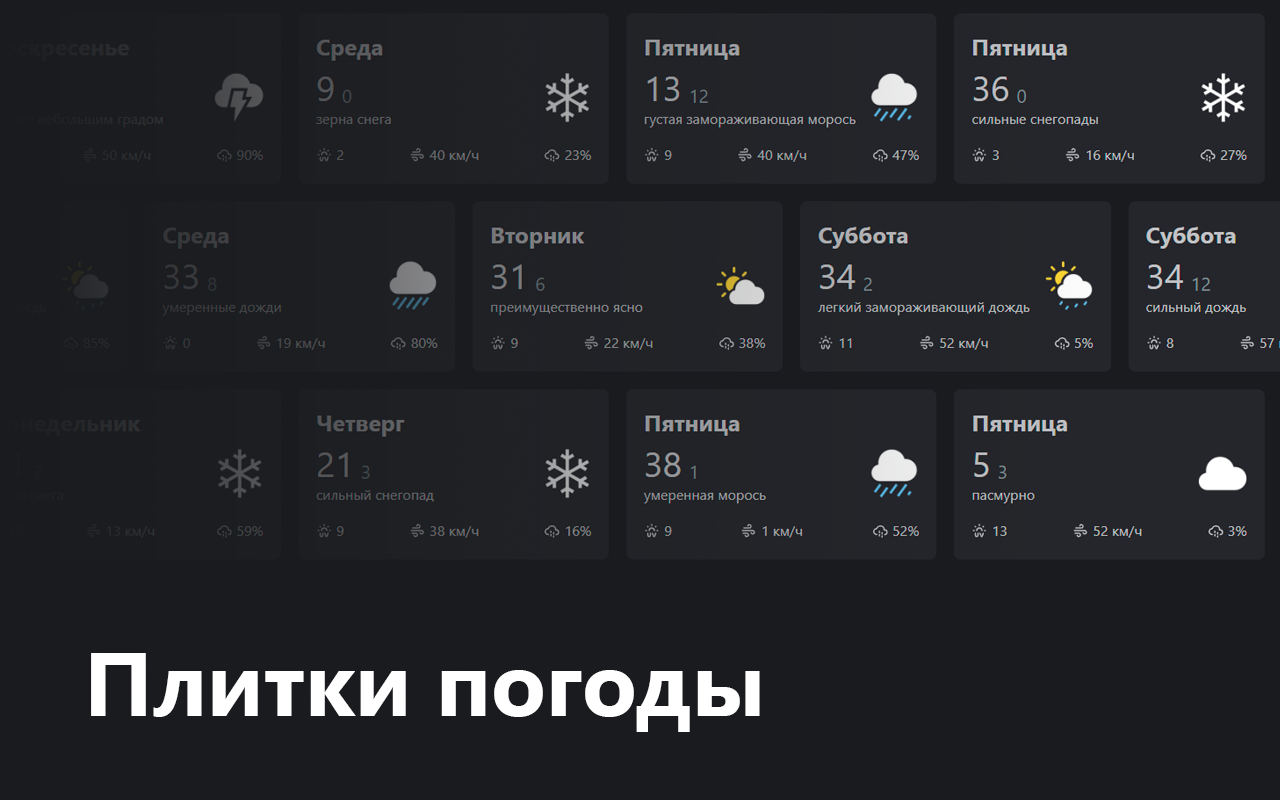 Среда
9 0
зерна снега
2 40 км/ч 23%
Пятница
13 12
густая замораживающая морось
9 40 км/ч 47%
Пятница
36 0
сильные снегопады
3 16 км/ч 27%
небольшим градом
50 км/ч 90%
Среда
33 8
умеренные дожди
0 19 км/ч 80%
Вторник
31 6
преимущественно ясно
9 22 км/ч 38%
Суббота
34 2
легкий замораживающий дождь
11 52 км/ч 5%
Суббота
34 12
сильный дождь
8 57
85%
13 км/ч 59%
Четверг
21 3
сильный снегопад
9 38 км/ч 16%
Пятница
38 1
умеренная морось
9 1 км/ч 52%
Пятница
5 3
пасмурно
13 52 км/ч 3%
Плитки погоды